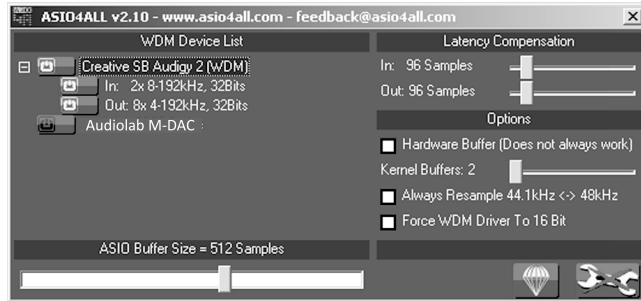 ASIO4ALL v2.10 - www.asio4all.com - feedback@asio4all.com
WDM Device List
Creative SB Audigy 2 (WDM)
In: 2x 8-192kHz, 32Bits
Out: 8x 4-192kHz, 32Bits
Audiolab M-DAC :
ASIO Buffer Size = 512 Samples
Latency Compensation
In: 96 Samples
Out: 96 Samples
Options
Hardware Buffer (Does not always work)
Kernel Buffers: 2
Always Resample 44.1kHz <-> 48kHz
Force WDM Driver To 16 Bit